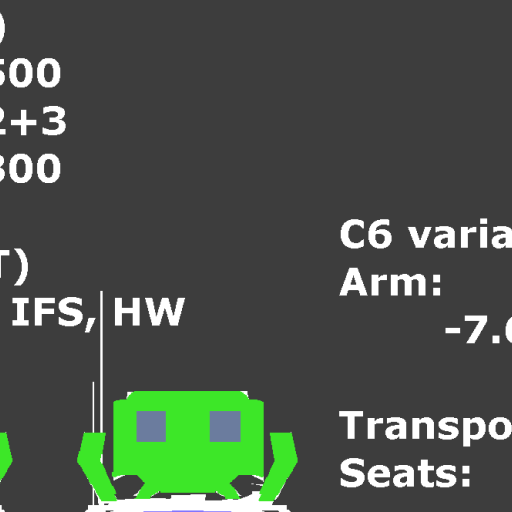 )
500
2+3
300
T)
IFS, HW
C6 varia
Arm:
-7.6
Transpo
Seats: